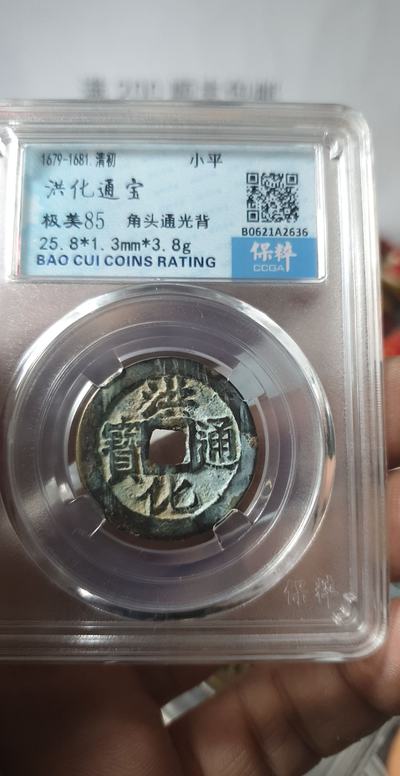 1679-1681.清初 小平
洪化通宝
极美85 角头通光背
B0621A2636
25.8*1.3mm*3.8g
保粹
CCGA
BAO CUI COINS RATING
洪
寳 通
化
保粹